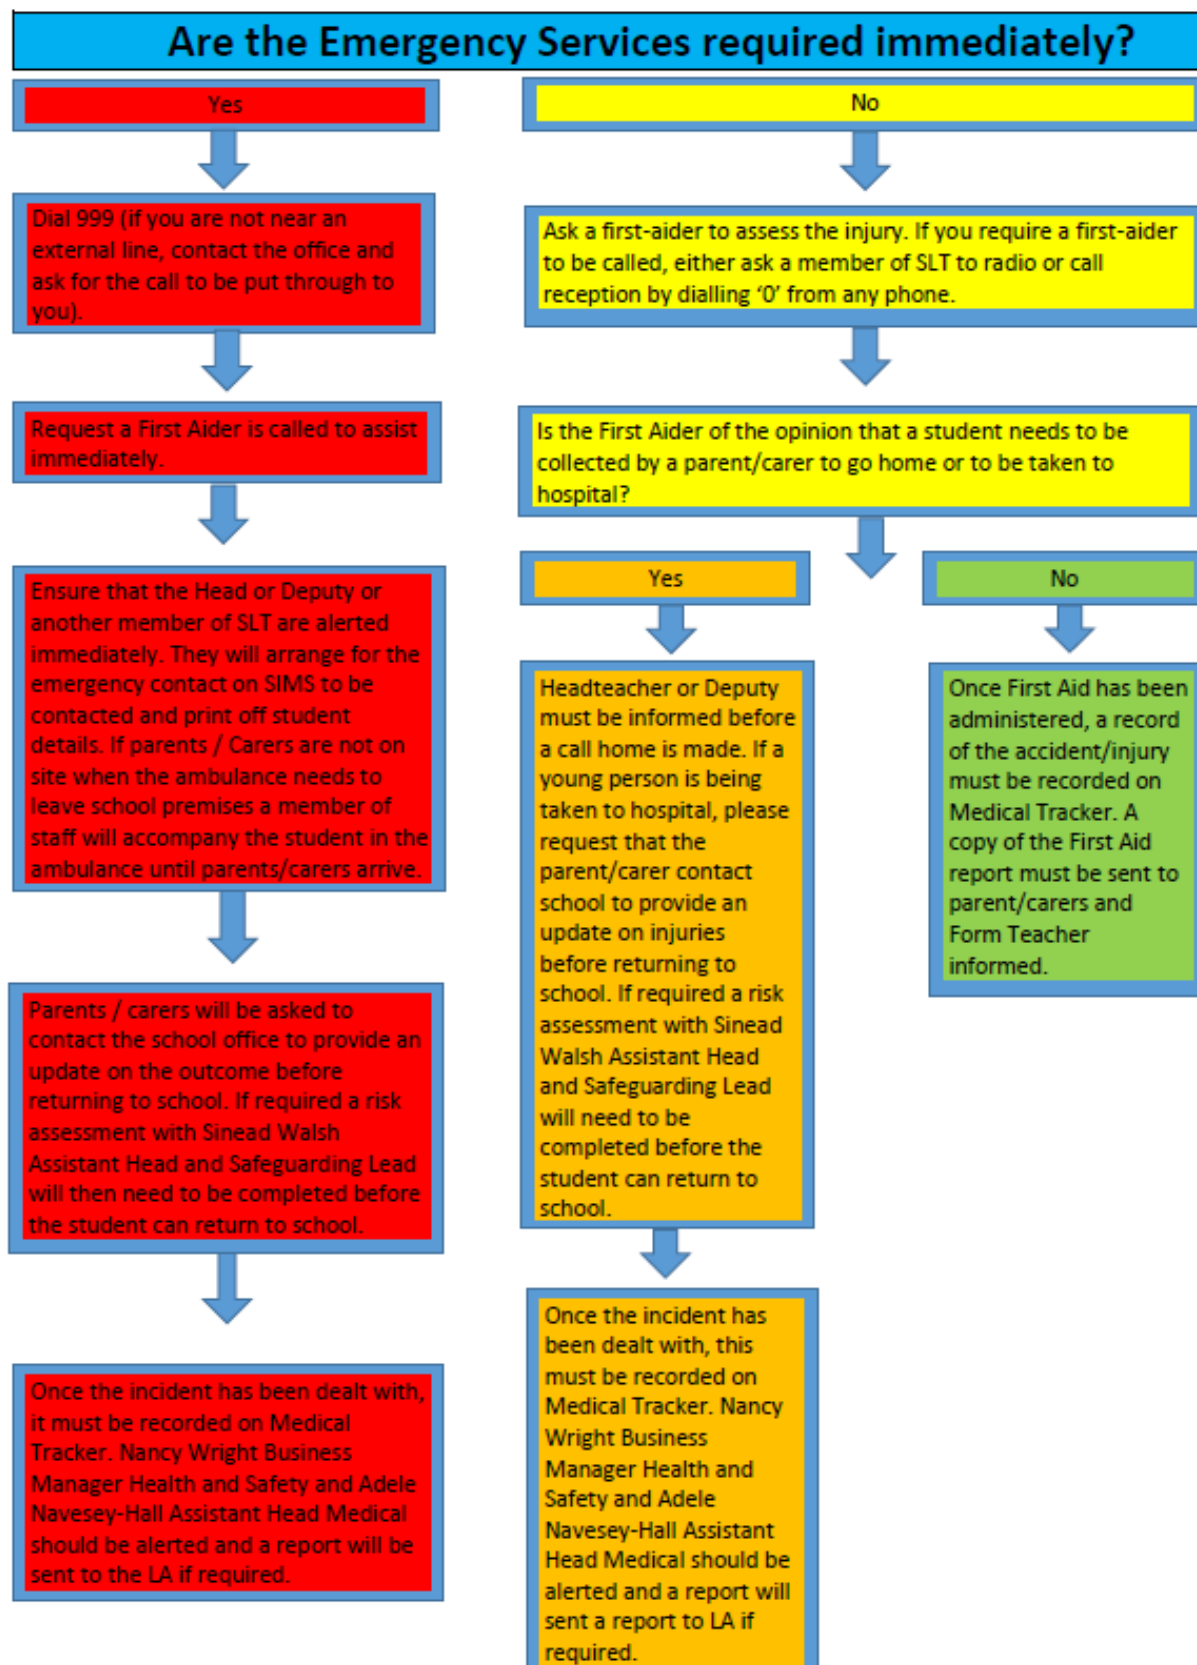 Are the Emergency Services required immediately?
Yes
Dial 999 (if you are not near an
external line, contact the office and
ask for the call to be put through to
you).
Request a First Aider is called to assist
immediately.
Ensure that the Head or Deputy or
another member of SLT are alerted
immediately. They will arrange for the
emergency contact on SIMS to be
contacted and print off student
details. If parents / Carers are not on
site when the ambulance needs to
leave school premises a member of
staff will accompany the student in the
ambulance until parents/carers arrive.
Parents / carers will be asked to
contact the school office to provide an
update on the outcome before
returning to school. If required a risk
assessment with Sinead Walsh
Assistant Head and Safeguarding Lead
will then need to be completed before
the student can return to school.
Once the incident has been dealt with,
it must be recorded on Medical
Tracker. Nancy Wright Business
Manager Health and Safety and Adele
Navesey-Hall Assistant Head Medical
should be alerted and a report will be
sent to the LA if required.
No
Ask a first-aider to assess the injury. If you require a first-aider
to be called, either ask a member of SLT to radio or call
reception by dialling ‘0’ from any phone.
Is the First Aider of the opinion that a student needs to be
collected by a parent/carer to go home or to be taken to
hospital?
Yes
Headteacher or Deputy
must be informed before
a call home is made. If a
young person is being
taken to hospital, please
request that the
parent/carer contact
school to provide an
update on injuries
before returning to
school. If required a risk
assessment with Sinead
Walsh Assistant Head
and Safeguarding Lead
will need to be
completed before the
student can return to
school.
Once the incident has
been dealt with, this
must be recorded on
Medical Tracker. Nancy
Wright Business
Manager Health and
Safety and Adele
Navesey-Hall Assistant
Head Medical should be
alerted and a report will
sent a report to LA if
required.
No
Once First Aid has been
administered, a record
of the accident/injury
must be recorded on
Medical Tracker. A
copy of the First Aid
report must be sent to
parent/carers and
Form Teacher
informed.